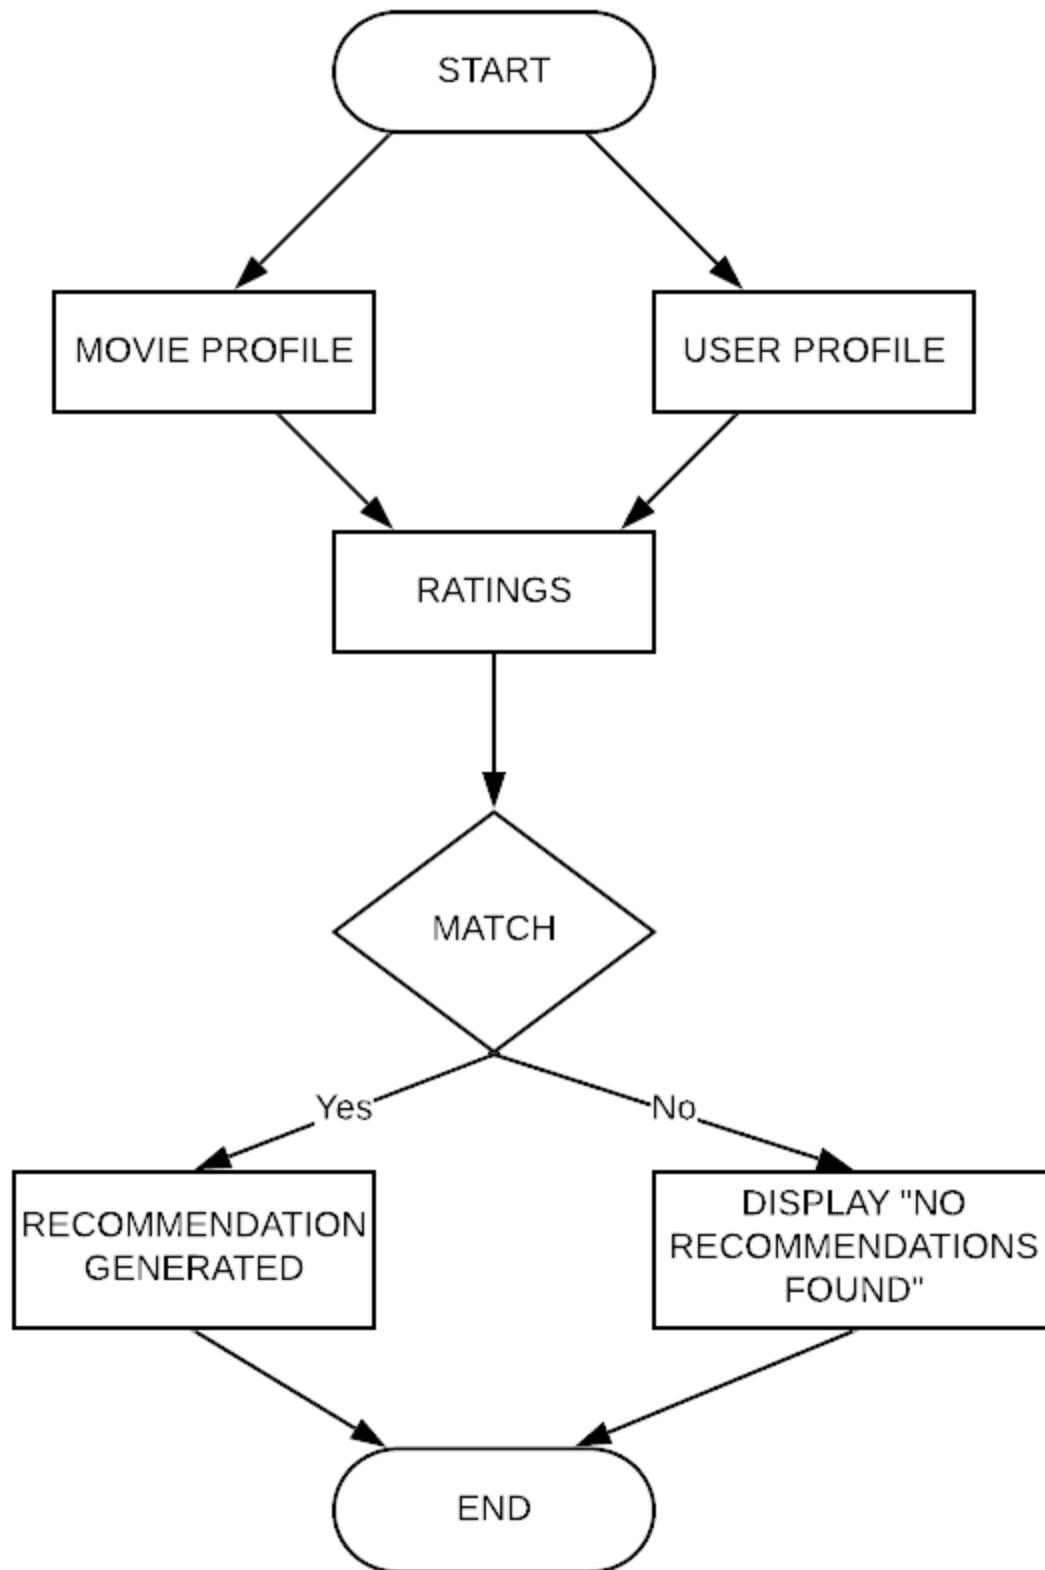 START
MOVIE PROFILE
USER PROFILE
RATINGS
MATCH
Yes
No
RECOMMENDATION
GENERATED
DISPLAY "NO
RECOMMENDATIONS
FOUND"
END